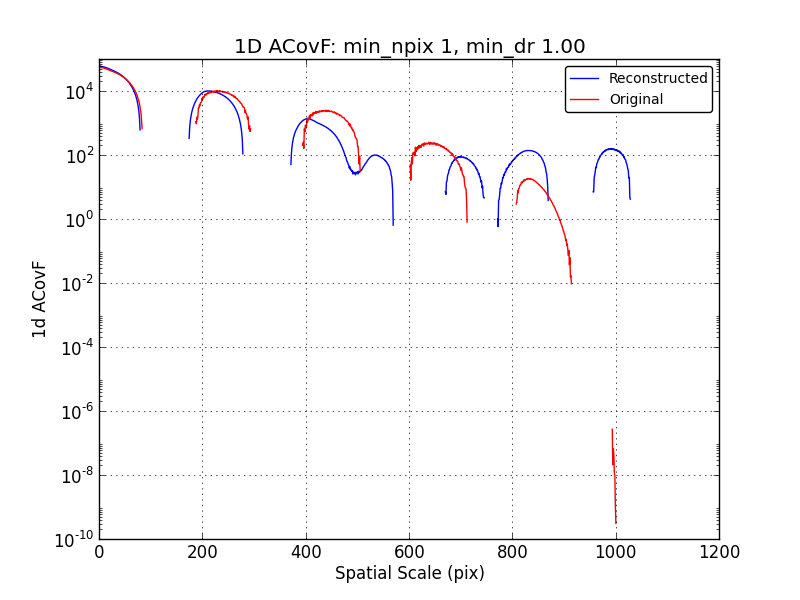 1D ACovF: min_npix 1, min_dr 1.00
Reconstructed
Original
10^4
10^2
10^0
10^-2
10^-4
10^-6
10^-8
10^-10
1d ACovF
0 200 400 600 800 1000 1200
Spatial Scale (pix)